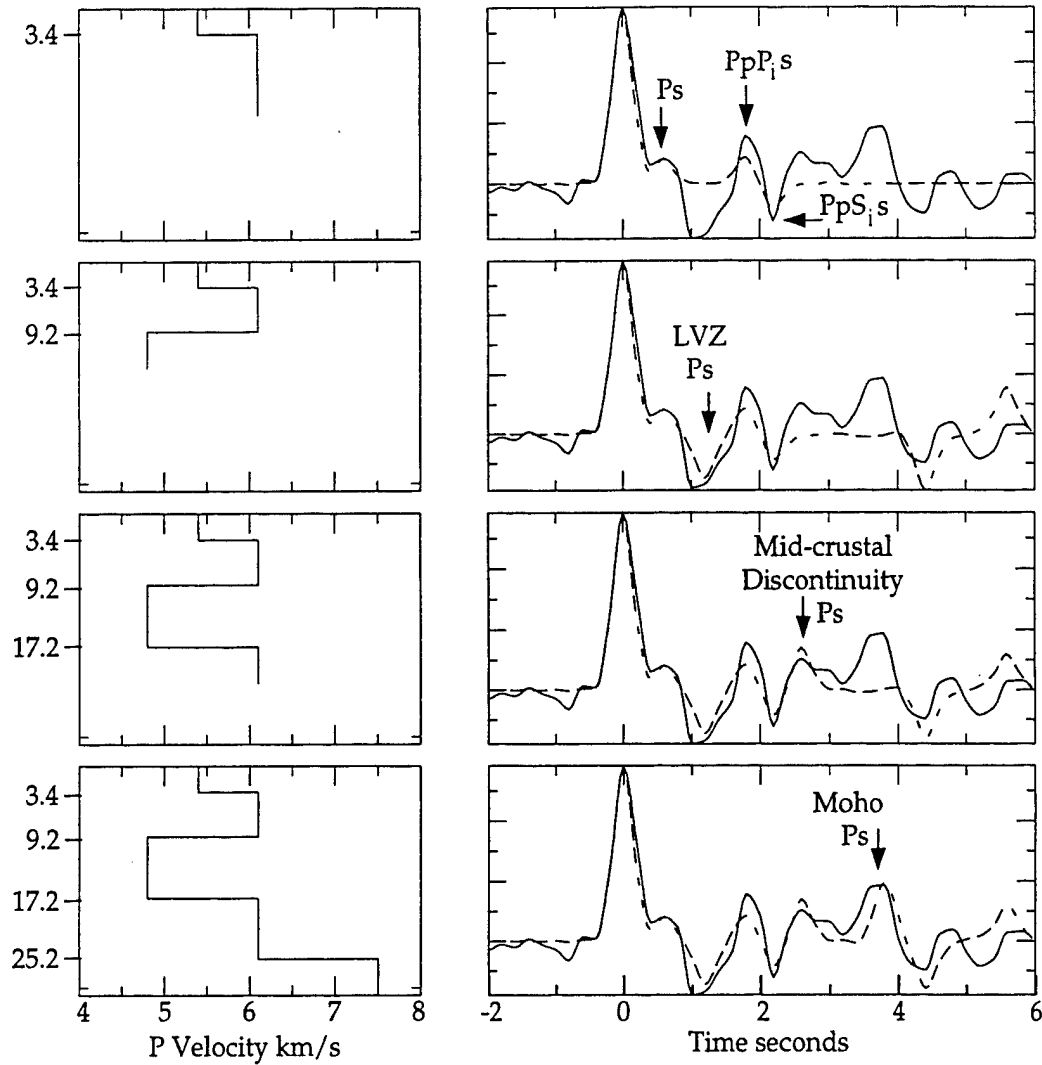 3.4
Ps
PpPis
PpSis
3.4
9.2
LVZ
Ps
3.4
9.2
17.2
Mid-crustal
Discontinuity
Ps
3.4
9.2
17.2
25.2
Moho
Ps
4 5 6 7 8
P Velocity km/s
-2 0 2 4 6
Time seconds